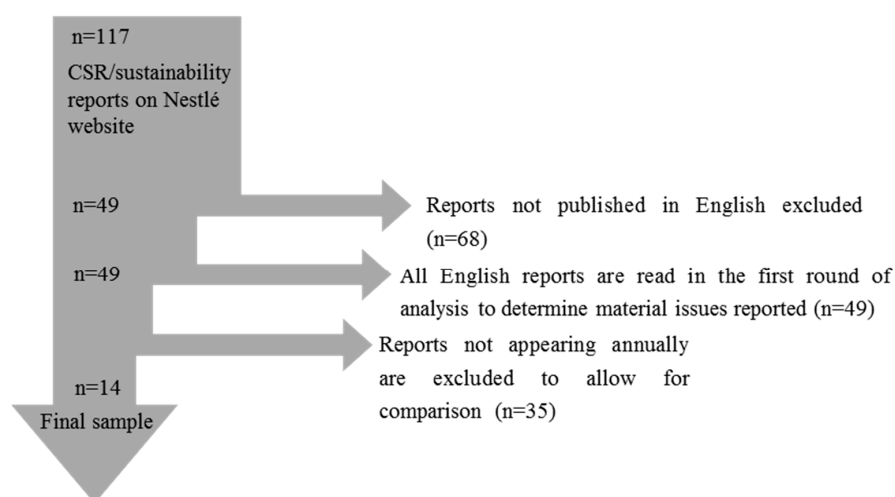 n=117
CSR/sustainability
reports on Nestlé
website
n=49
Reports not published in English excluded
(n=68)
n=49
All English reports are read in the first round of
analysis to determine material issues reported (n=49)
Reports not appearing annually
are excluded to allow for
comparison (n=35)
n=14
Final sample